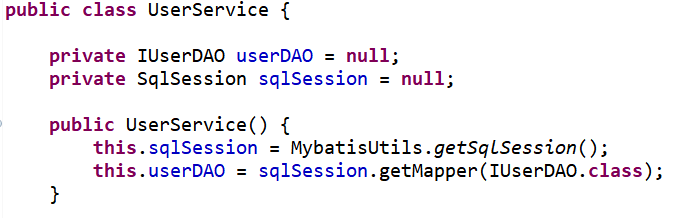 public class UserService {
private IUserDAO userDAO = null;
private SqlSession sqlSession = null;
public UserService() {
this.sqlSession = MybatisUtils.getSqlSession();
this.userDAO = sqlSession.getMapper(IUserDAO.class);
}